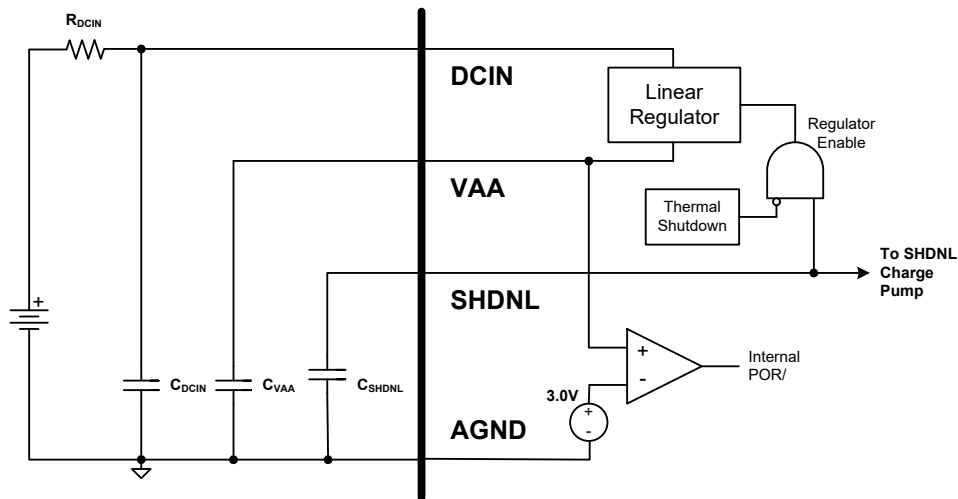 RDCIN
DCIN
Linear
Regulator
Regulator
Enable
VAA
Thermal
Shutdown
To SHDNL
Charge
Pump
SHDNL
+
CDCIN
CVAA
CSHDNL
+
-
Internal
POR/
3.0V
+
-
AGND